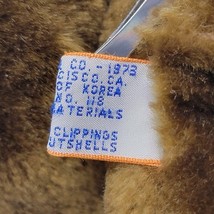 CO. - 1973
CISCO, CA.
OF KOREA
NO. 118
MATERIALS
CLIPPINGS
UTSHELLS